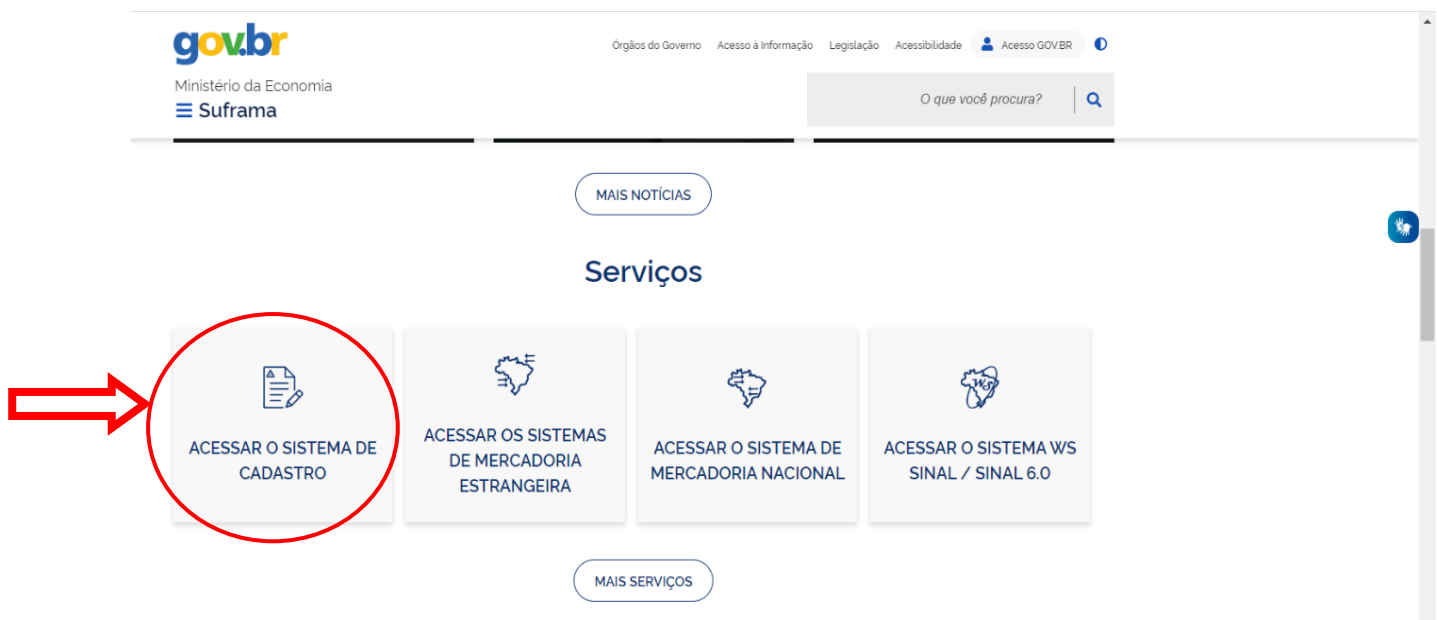 gov.br
Órgãos do Governo Acesso à Informação Legislação Acessibilidade Acesso GOV.BR
Ministério da Economia
Suframa
O que você procura?
MAIS NOTÍCIAS
Serviços
ACESSAR O SISTEMA DE
CADASTRO
ACESSAR OS SISTEMAS
DE MERCADORIA
ESTRANGEIRA
ACESSAR O SISTEMA DE
MERCADORIA NACIONAL
WS
ACESSAR O SISTEMA WS
SINAL / SINAL 6.0
MAIS SERVIÇOS